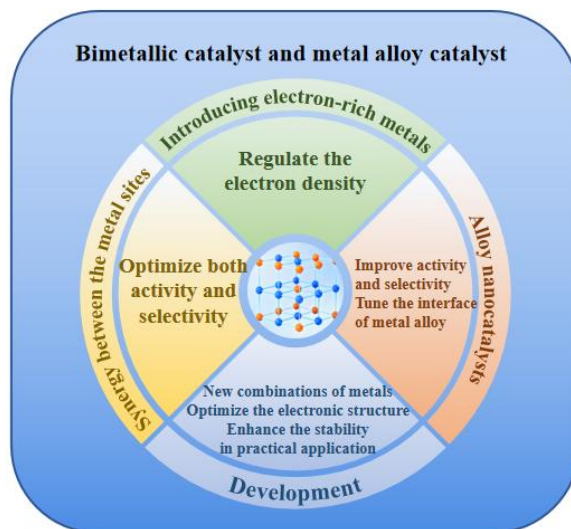 Bimetallic catalyst and metal alloy catalyst
Introducing electron-rich metals
Regulate the
electron density
Synergy between the metal sites
Optimize both
activity and
selectivity
Improve activity
and selectivity
Tune the interface
of metal alloy
Alloy nanocatalysts
New combinations of metals
Optimize the electronic structure
Enhance the stability
in practical application
Development